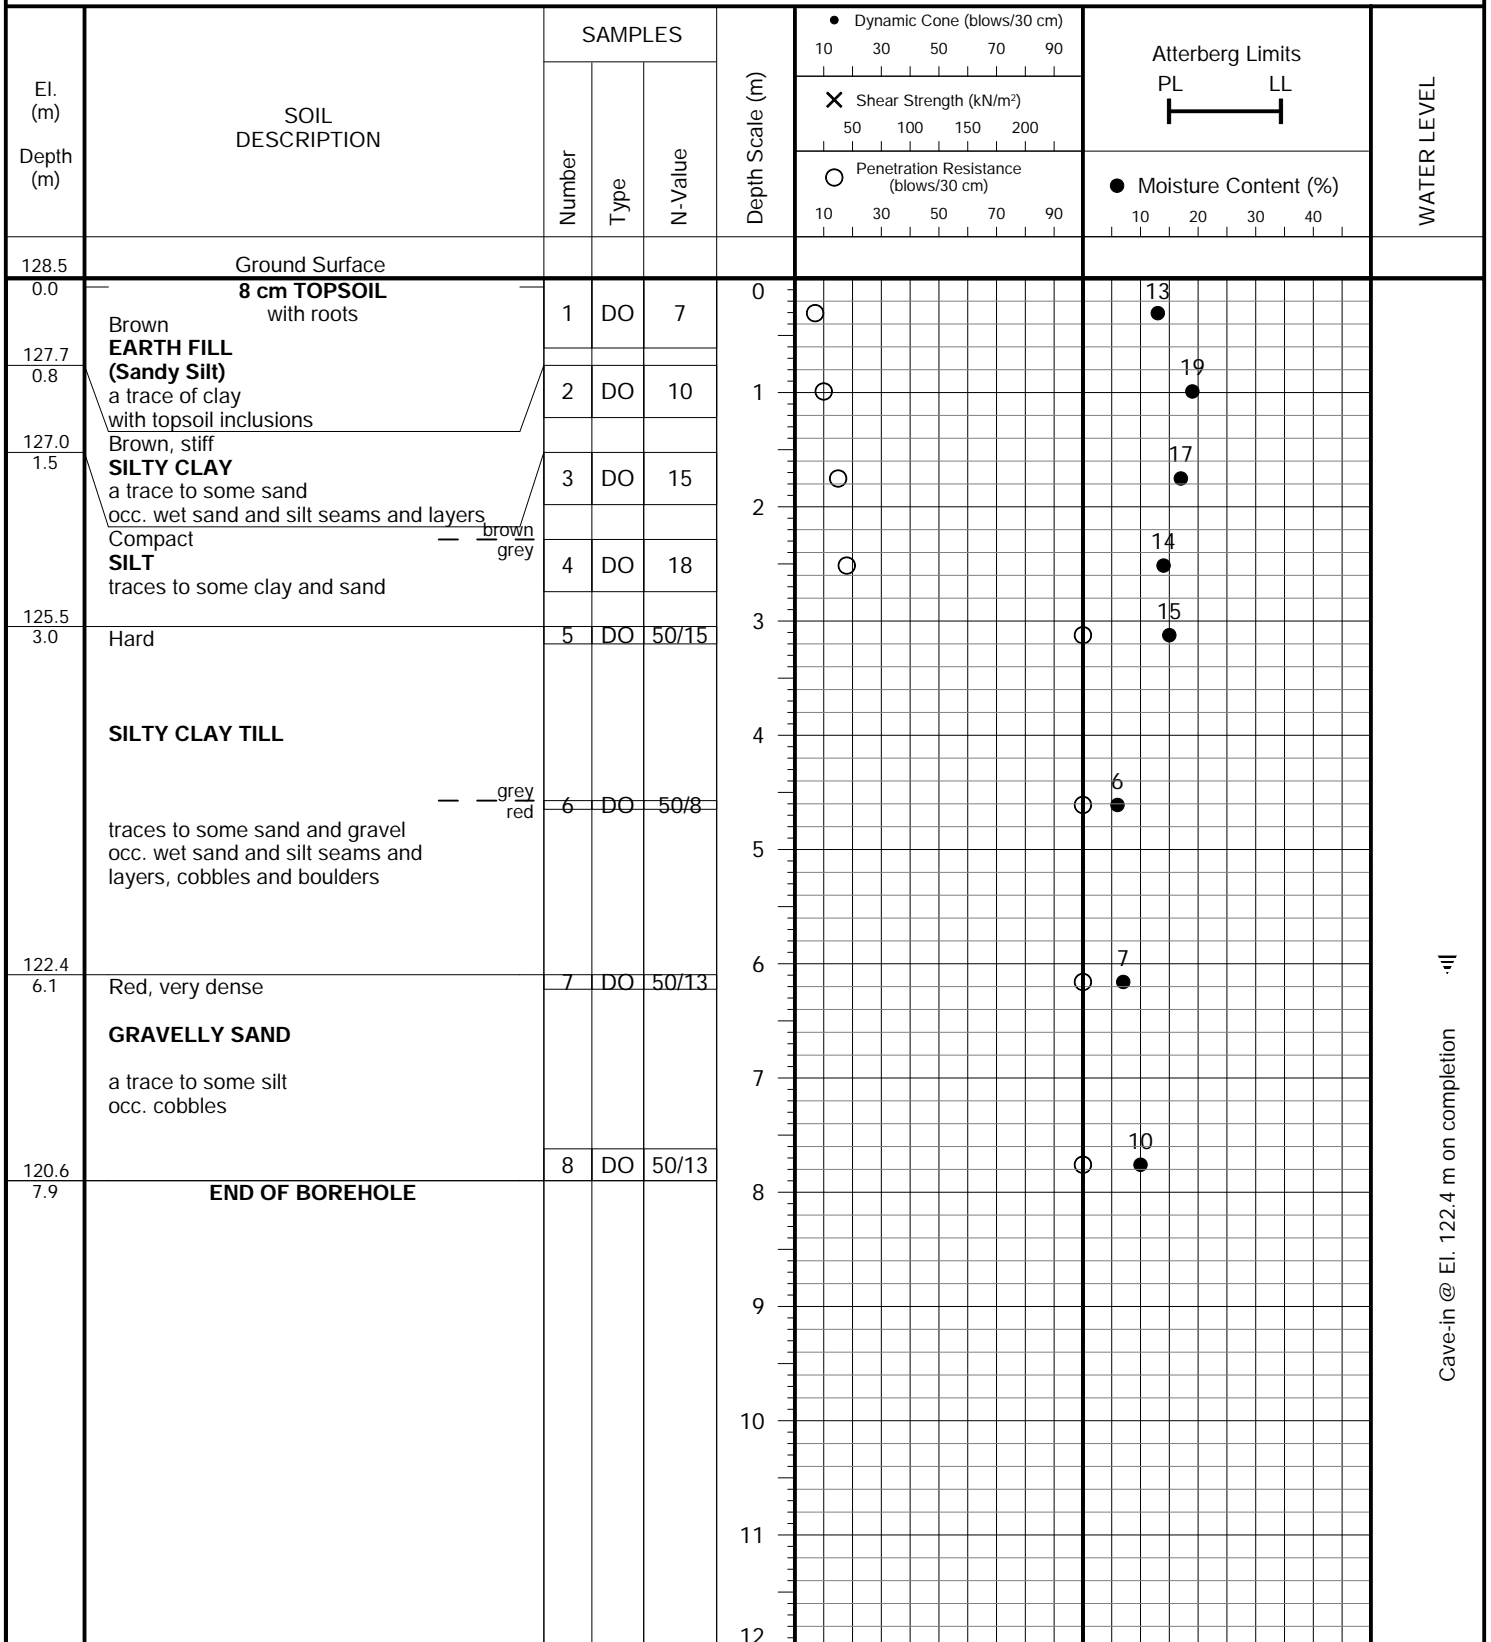 El.
(m)
Depth
(m)
SOIL
DESCRIPTION
SAMPLES
Number
Type
N-Value
Depth Scale (m)
Dynamic Cone (blows/30 cm)
10 30 50 70 90
Shear Strength (kN/m²)
50 100 150 200
Penetration Resistance
(blows/30 cm)
10 30 50 70 90
Atterberg Limits
PL LL
Moisture Content (%)
10 20 30 40
WATER LEVEL
128.5 Ground Surface
0.0 8 cm TOPSOIL 0 13
with roots 1 DO 7
Brown
EARTH FILL
127.7
(Sandy Silt) 19
0.8
a trace of clay 2 DO 10 1
with topsoil inclusions
127.0 Brown, stiff
17
1.5 SILTY CLAY
3 DO 15
a trace to some sand
occ. wet sand and silt seams and layers 2
brown
Compact 14
grey
SILT 4 DO 18
traces to some clay and sand
125.5 15
3.0 Hard 5 DO 50/15 3
SILTY CLAY TILL 4
6
grey
6 DO 50/8
red
traces to some sand and gravel
occ. wet sand and silt seams and 5
layers, cobbles and boulders
122.4 6 7
6.1 Red, very dense 7 DO 50/13
GRAVELLY SAND
a trace to some silt 7
occ. cobbles
10
120.6 8 DO 50/13
7.9 END OF BOREHOLE 8
9
10
11
12
Cave-in @ El. 122.4 m on completion